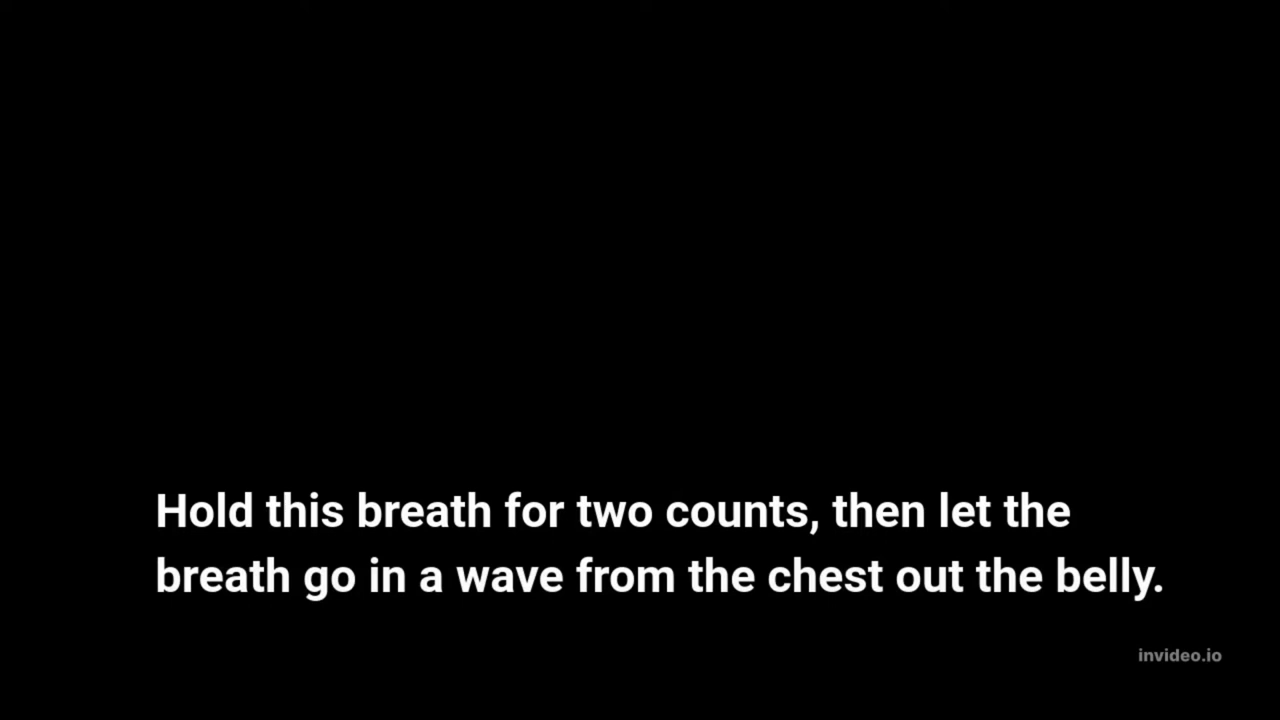 Hold this breath for two counts, then let the
breath go in a wave from the chest out the belly.
invideo.io